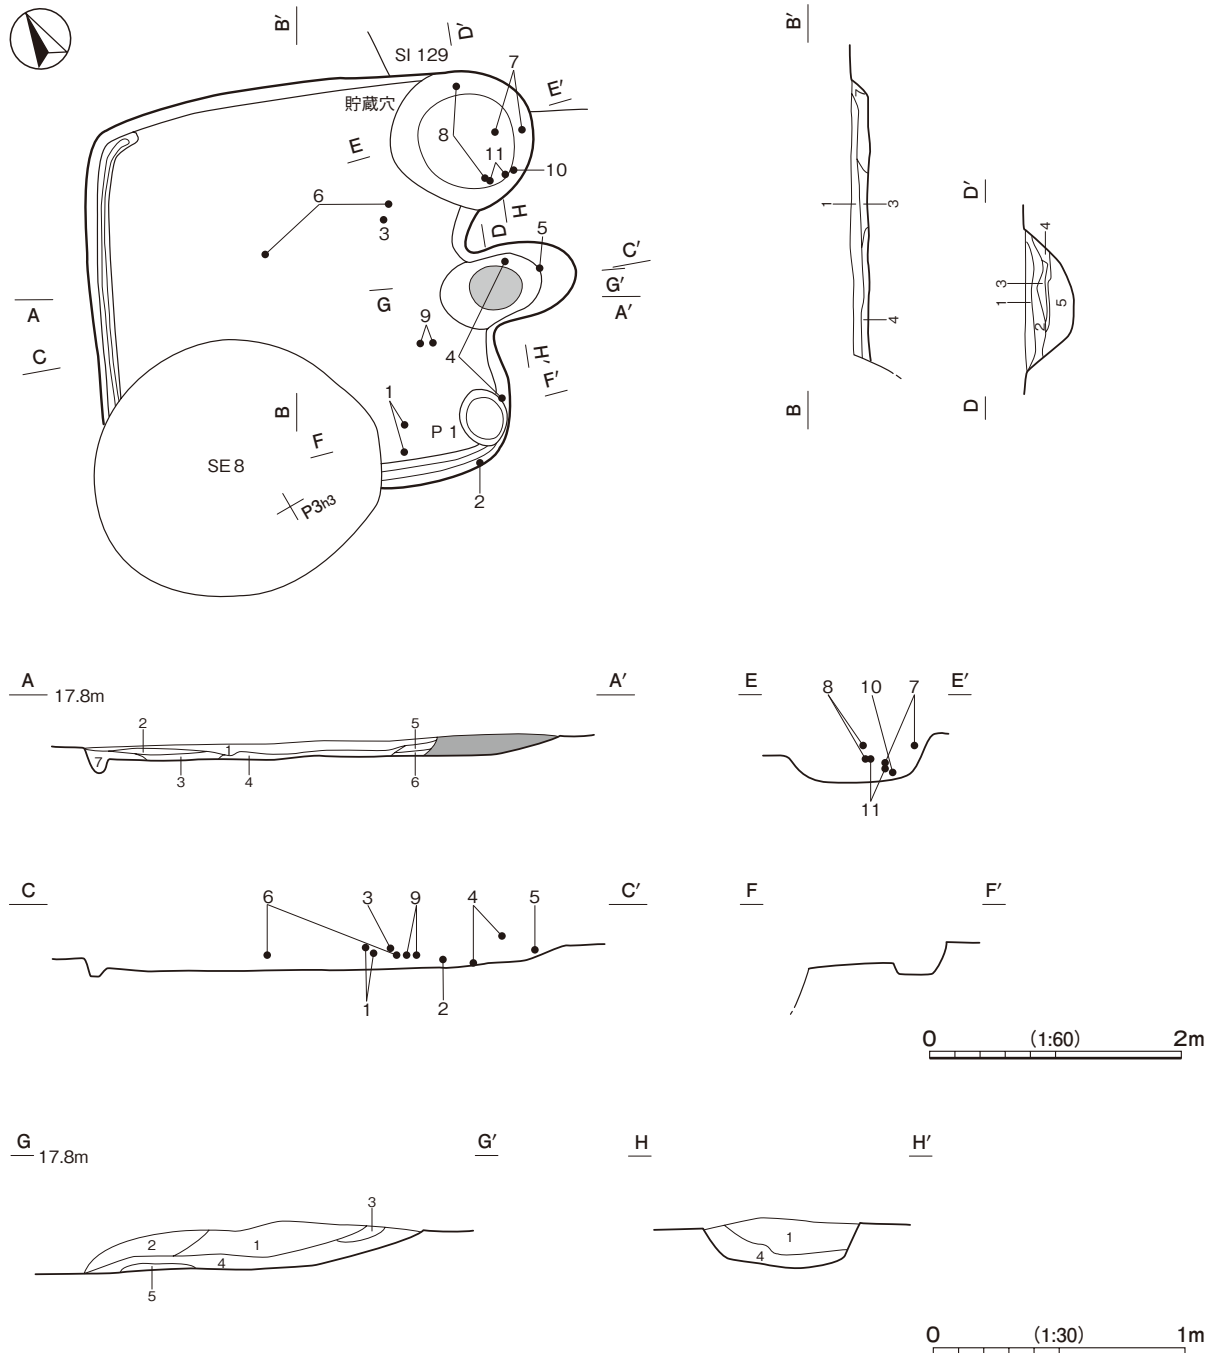 B′
D′
SI 129
7
E′
貯蔵穴
8
E
11
10
6
H
3
D
5
C′
G′
A′
G
A
9
C
4
H′
F′
1
B
P 1
F
SE 8
P3h3
2
B′
7
1
3
4
B
D′
4
3
1
2
5
D
A 17.8m
A′
2
5
1
7
3
4
6
E
E′
8
10
7
11
C
C′
6
3
9
4
5
1
2
F
F′
0 (1:60) 2m
G 17.8m
G′
3
2
1
4
5
H
H′
1
4
0 (1:30) 1m